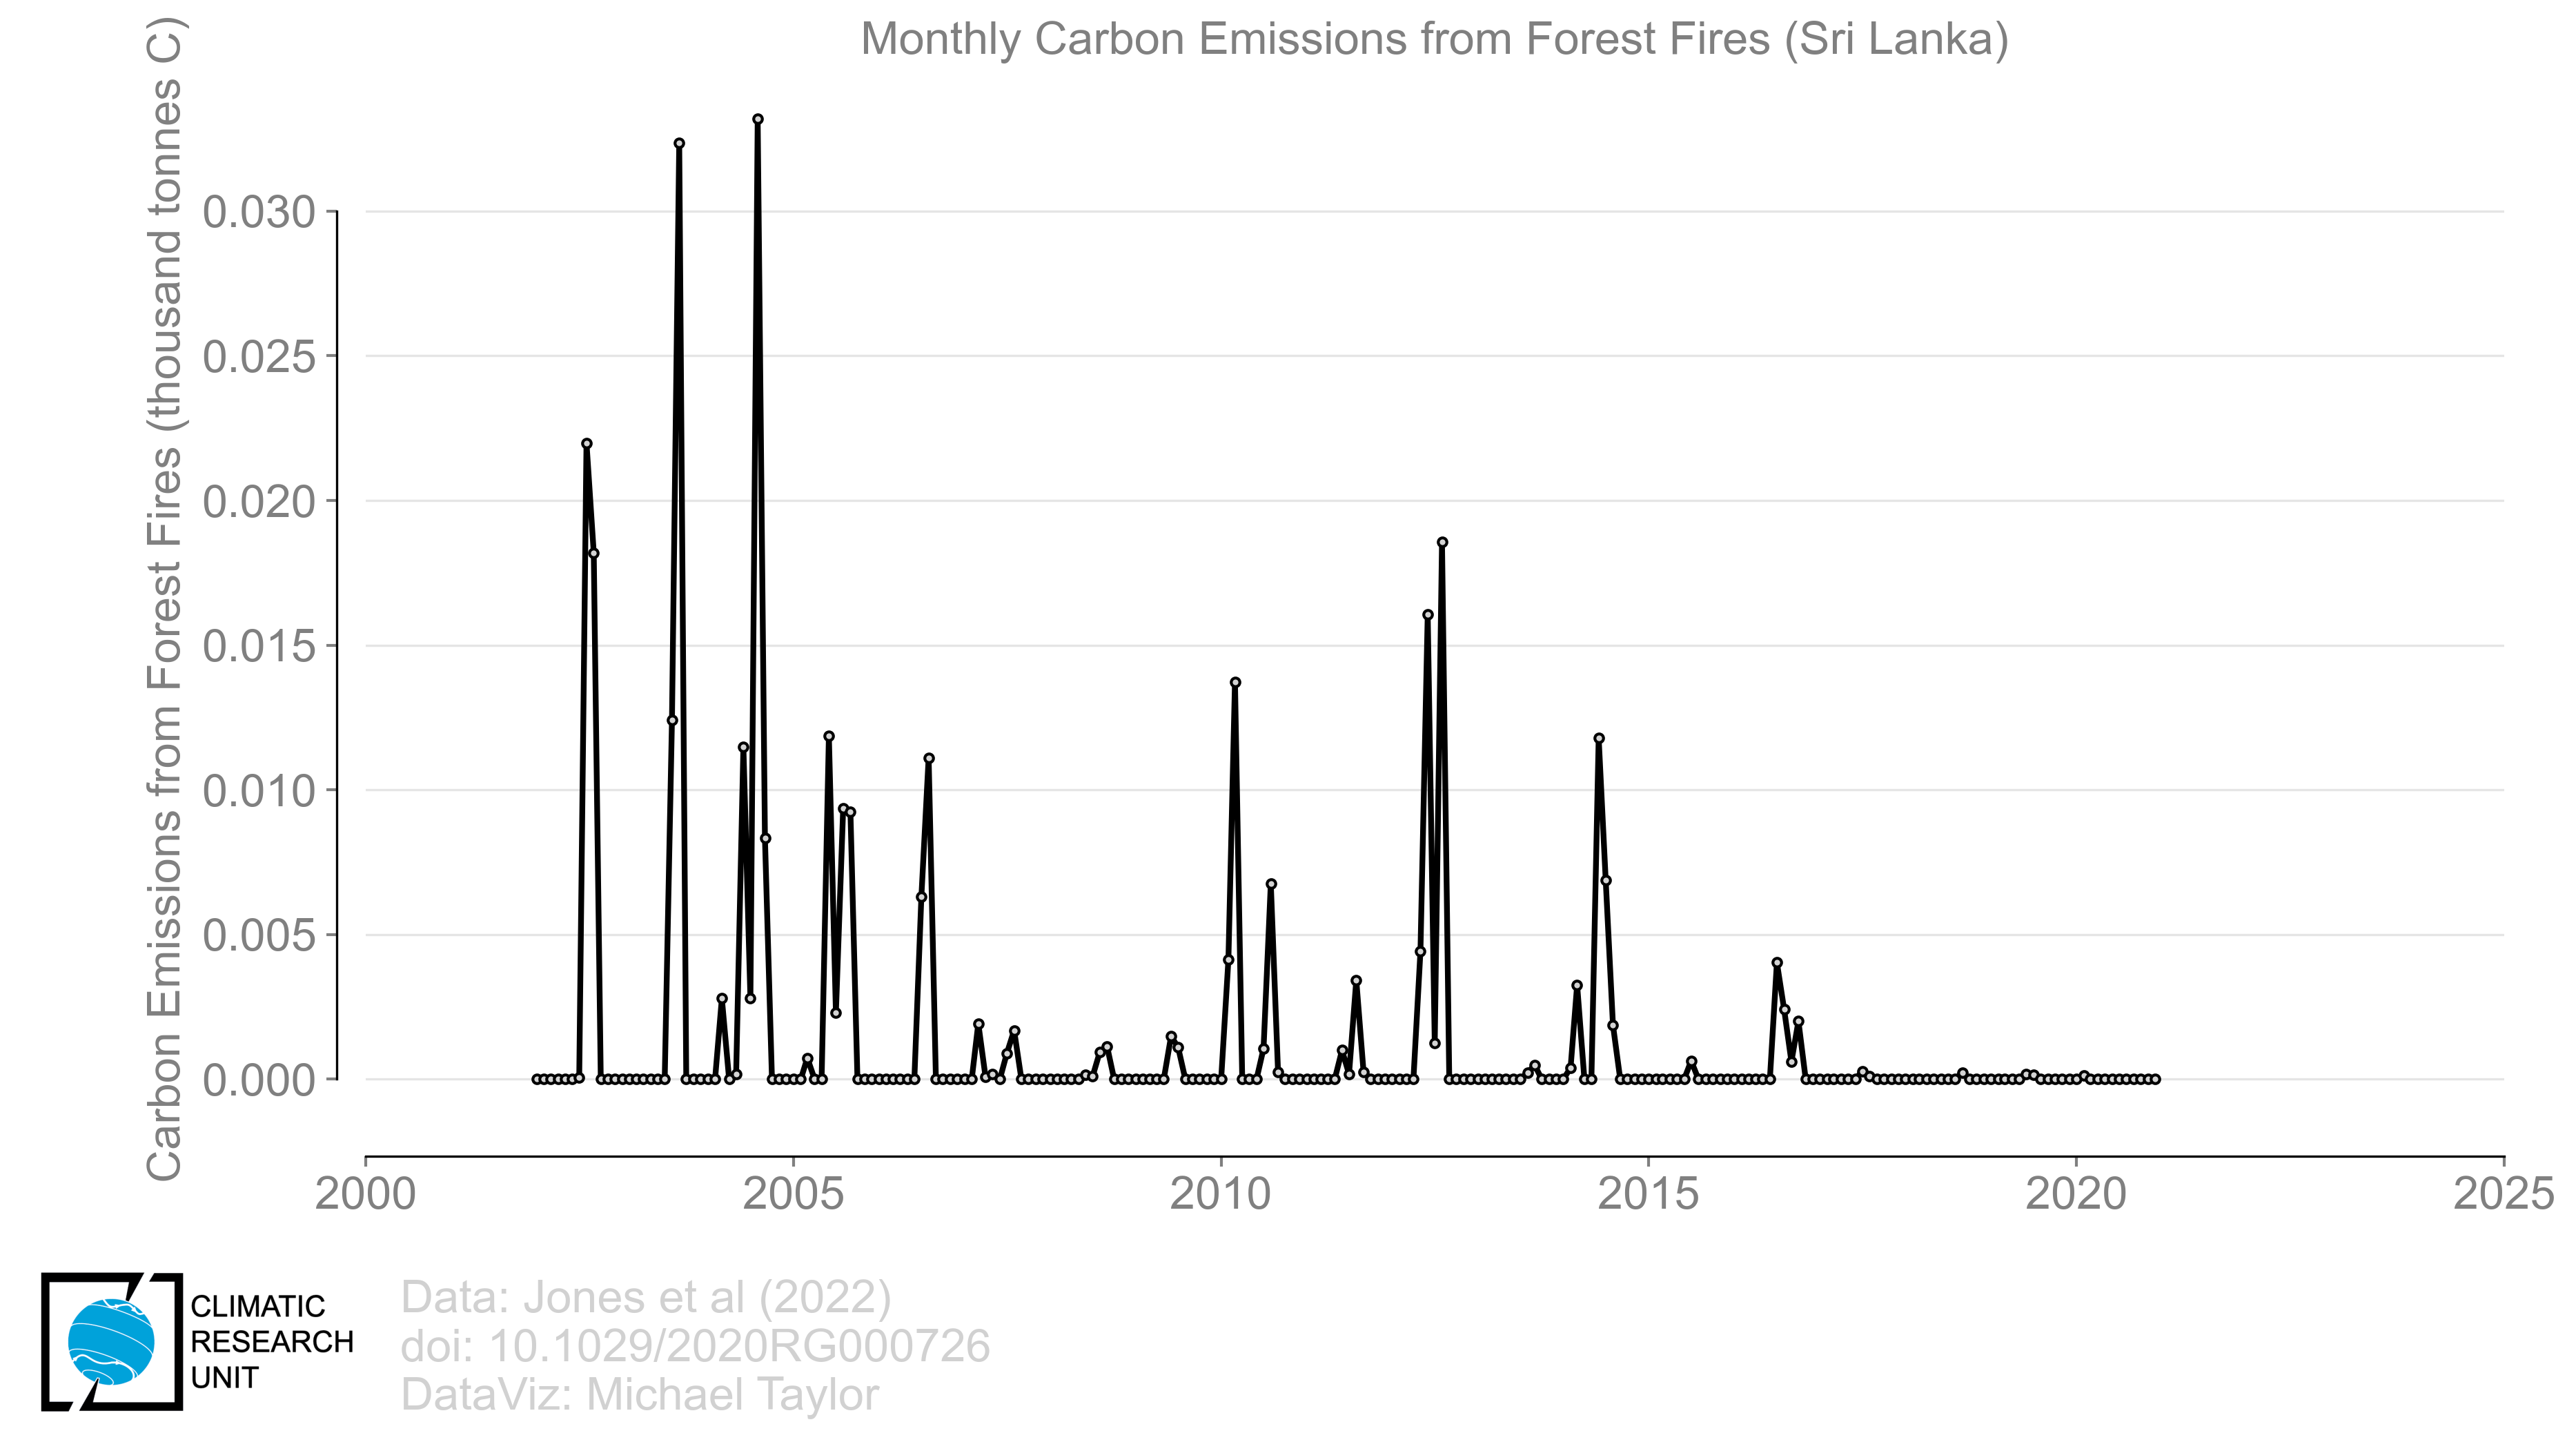 Monthly Carbon Emissions from Forest Fires (Sri Lanka)
Carbon Emissions from Forest Fires (thousand tonnes C)
0.030
0.025
0.020
0.015
0.010
0.005
0.000
2000
2005
2010
2015
2020
2025
CLIMATIC
RESEARCH
UNIT
Data: Jones et al (2022)
doi: 10.1029/2020RG000726
DataViz: Michael Taylor